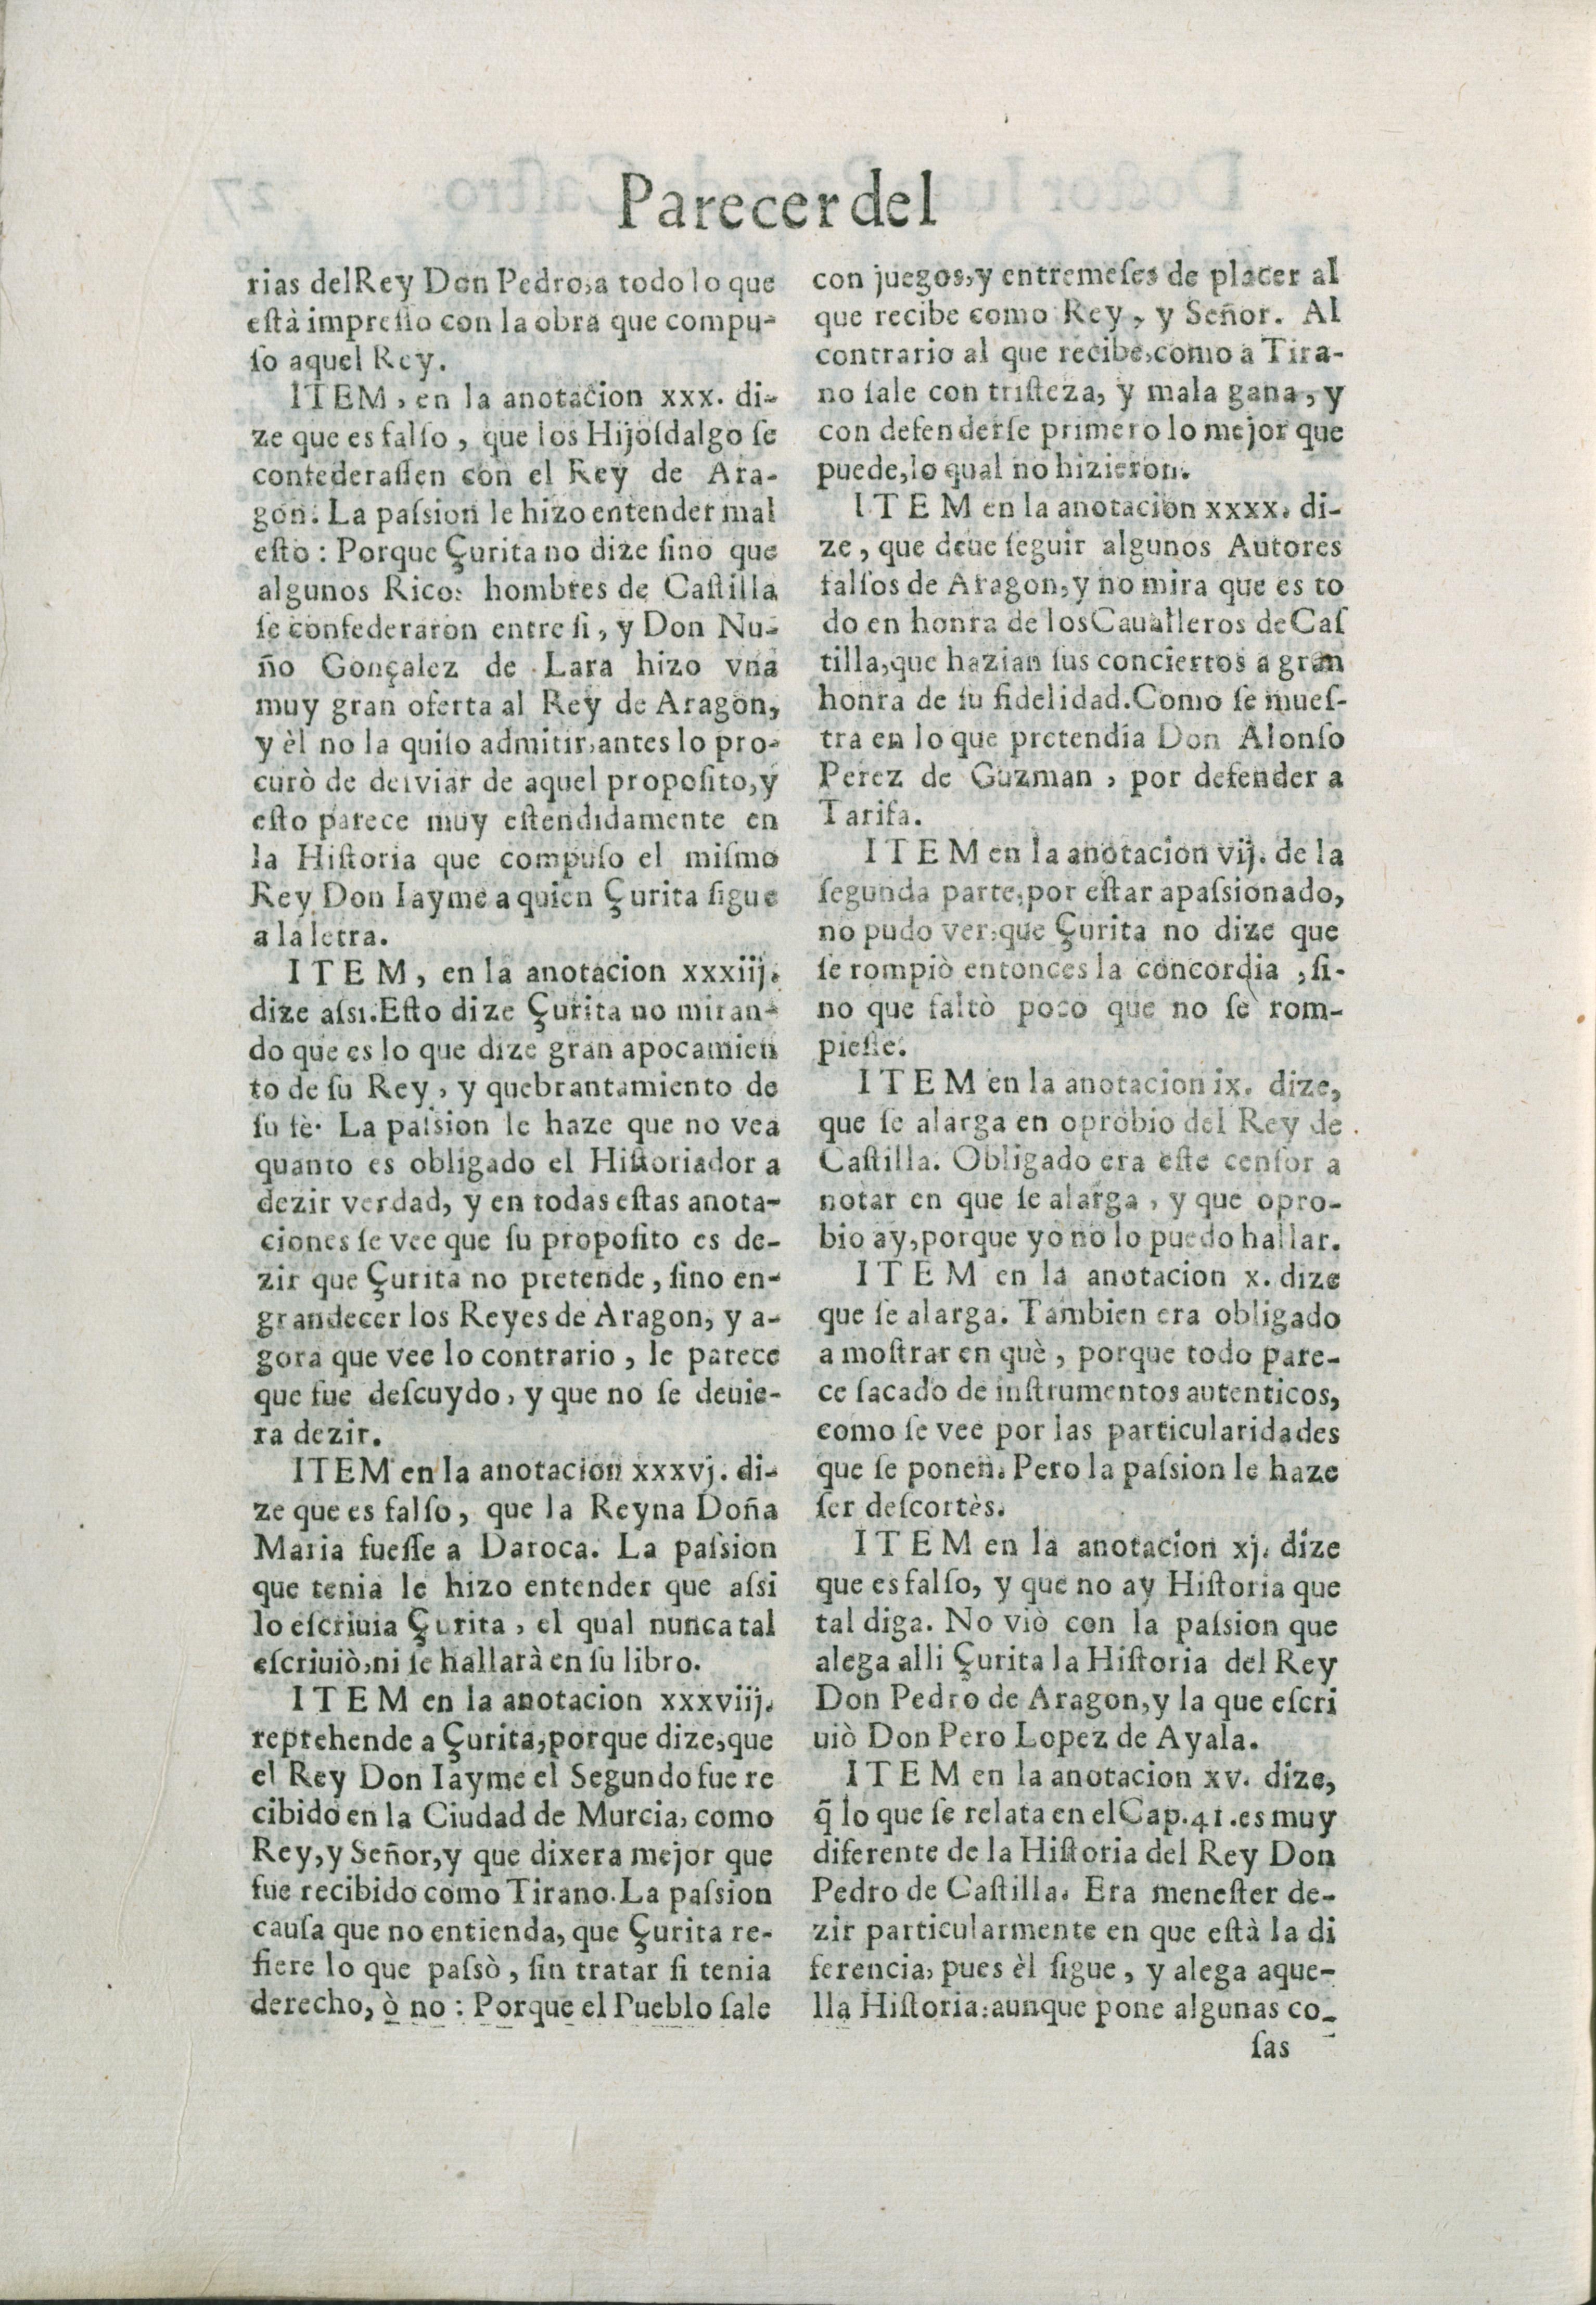 Parecer del
rias del Rey Don Pedro, a todo lo que
eſtà impreſſo con la obra que compu-
ſo aquel Rey.
ITEM, en la anotacion xxx. di-
ze que es falſo, que los Hijoſdalgo ſe
confederaſſen con el Rey de Ara-
gon. La paſsion le hizo entender mal
eſto: Porque Çurita no dize ſino que
algunos Ricos hombres de Caſtilla
ſe confederaron entre ſi, y Don Nu-
ño Gonçalez de Lara hizo vna
muy gran oferta al Rey de Aragon,
y èl no la quiſo admitir, antes lo pro-
curò de deſviar de aquel propoſito, y
eſto parece muy eſtendidamente en
la Hiſtoria que compuſo el miſmo
Rey Don Iayme a quien Çurita ſigue
a la letra.
ITEM, en la anotacion xxxiij.
dize aſsi. Eſto dize Çurita no miran-
do que es lo que dize gran apocamien
to de ſu Rey, y quebrantamiento de
ſu fè. La paſsion le haze que no vea
quanto es obligado el Hiſtoriador a
dezir verdad, y en todas eſtas anota-
ciones ſe vee que ſu propoſito es de-
zir que Çurita no pretende, ſino en-
grandecer los Reyes de Aragon, y a-
gora que vee lo contrario, le parece
que fue deſcuydo, y que no ſe deuie-
ra dezir.
ITEM en la anotacion xxxvj. di-
ze que es falſo, que la Reyna Doña
Maria fueſſe a Daroca. La paſsion
que tenia le hizo entender que aſsi
lo eſcriuia Çurita, el qual nunca tal
eſcriuiò, ni ſe hallarà en ſu libro.
ITEM en la anotacion xxxviij.
reprehende a Çurita, porque dize, que
el Rey Don Iayme el Segundo fue re
cibido en la Ciudad de Murcia, como
Rey, y Señor, y que dixera mejor que
fue recibido como Tirano. La paſsion
cauſa que no entienda, que Çurita re-
fiere lo que paſsò, ſin tratar ſi tenia
derecho, ò no: Porque el Pueblo ſale
con juegos, y entremeſes de placer al
que recibe como Rey, y Señor. Al
contrario al que recibe, como a Tira-
no ſale con triſteza, y mala gana, y
con defenderſe primero lo mejor que
puede, lo qual no hizieron.
ITEM en la anotacion xxxx. di-
ze, que deue ſeguir algunos Autores
falſos de Aragon, y no mira que es to
do en honra de los Caualleros de Caſ
tilla, que hazian ſus conciertos a gran
honra de ſu fidelidad. Como ſe mueſ-
tra en lo que pretendia Don Alonſo
Perez de Guzman, por defender a
Tarifa.
ITEM en la anotacion vij. de la
ſegunda parte, por eſtar apaſsionado,
no pudo ver, que Çurita no dize que
ſe rompiò entonces la concordia, ſi-
no que faltò poco que no ſe rom-
pieſſe.
ITEM en la anotacion ix. dize,
que ſe alarga en oprobio del Rey de
Caſtilla. Obligado era eſte cenſor a
notar en que ſe alarga, y que opro-
bio ay, porque yo no lo puedo hallar.
ITEM en la anotacion x. dize
que ſe alarga. Tambien era obligado
a moſtrar en què, porque todo pare-
ce ſacado de inſtrumentos autenticos,
como ſe vee por las particularidades
que ſe ponen. Pero la paſsion le haze
ſer deſcortès.
ITEM en la anotacion xj. dize
que es falſo, y que no ay Hiſtoria que
tal diga. No viò con la paſsion que
alega alli Çurita la Hiſtoria del Rey
Don Pedro de Aragon, y la que eſcri
uiò Don Pero Lopez de Ayala.
ITEM en la anotacion xv. dize,
q̃ lo que ſe relata en el Cap. 41. es muy
diferente de la Hiſtoria del Rey Don
Pedro de Caſtilla. Era meneſter de-
zir particularmente en que eſtà la di
ferencia, pues èl ſigue, y alega aque-
lla Hiſtoria: aunque pone algunas co-
ſas